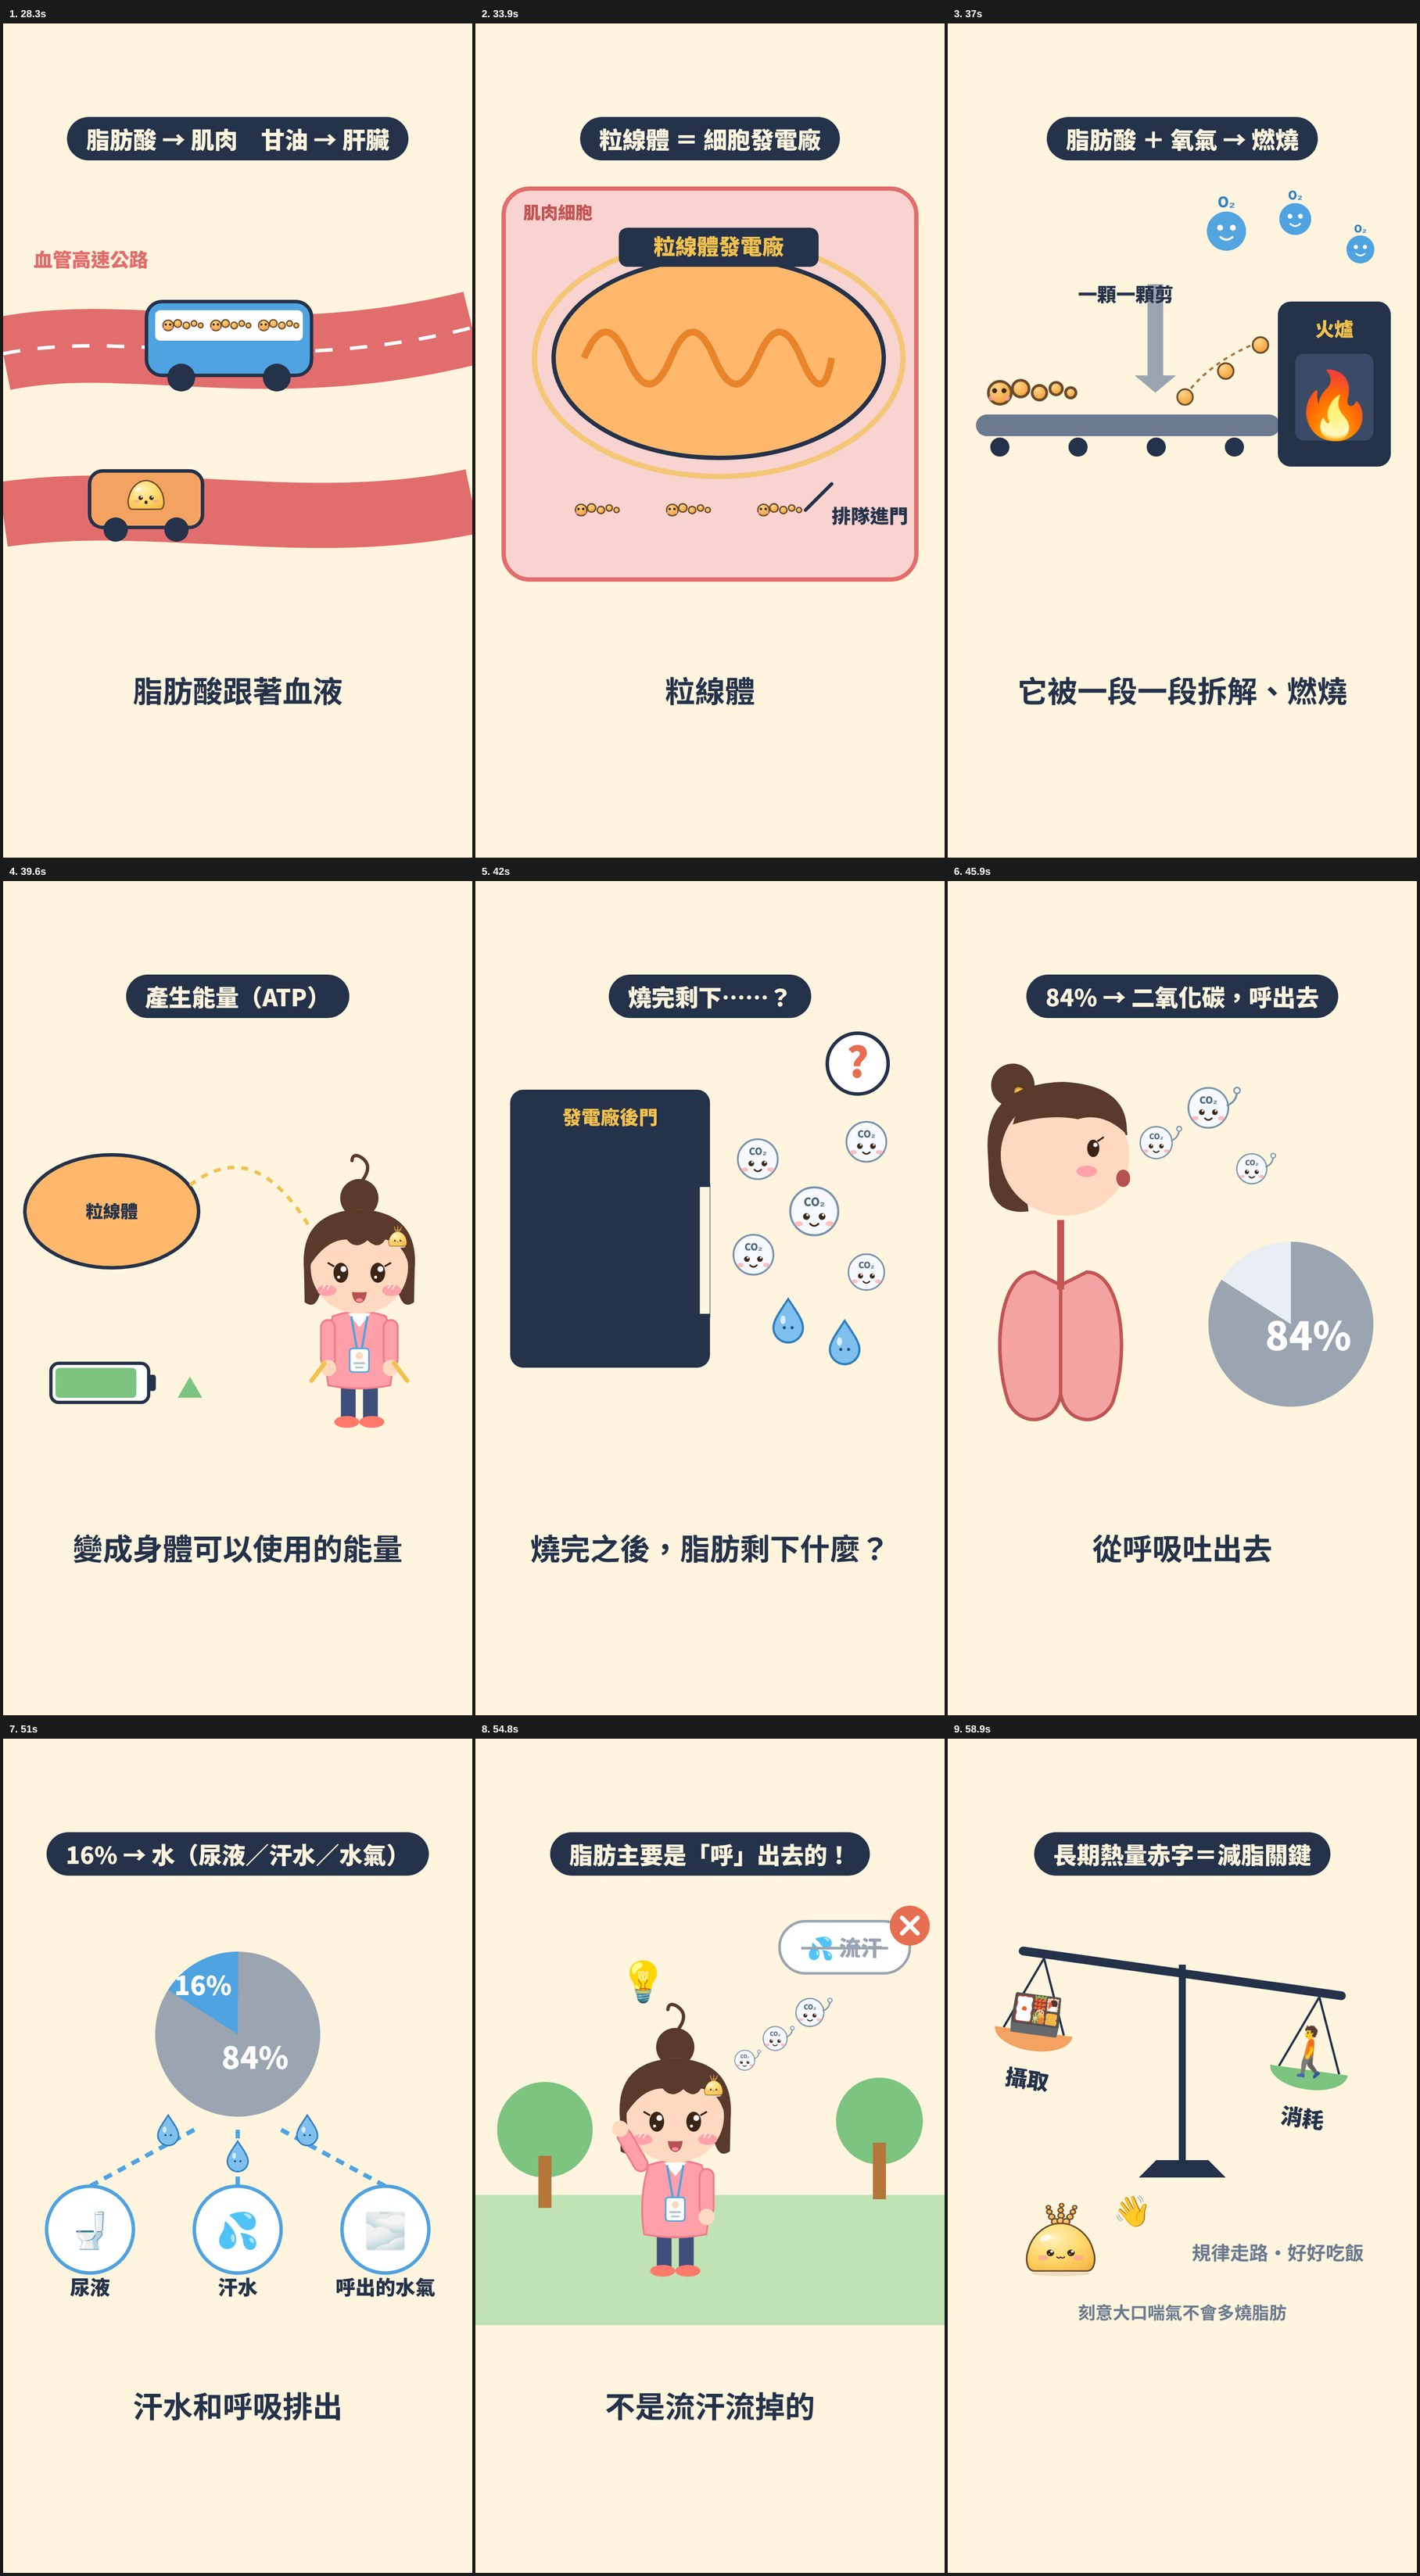 1. 28.3s
脂肪酸 → 肌肉　甘油 → 肝臟
血管高速公路
脂肪酸跟著血液
2. 33.9s
粒線體 ＝ 細胞發電廠
肌肉細胞
粒線體發電廠
排隊進門
粒線體
3. 37s
脂肪酸 ＋ 氧氣 → 燃燒
O₂
O₂
O₂
一顆一顆剪
火爐
它被一段一段拆解、燃燒
4. 39.6s
產生能量（ATP）
粒線體
變成身體可以使用的能量
5. 42s
燒完剩下⋯⋯？
?
發電廠後門
CO₂
CO₂
CO₂
CO₂
CO₂
燒完之後，脂肪剩下什麼？
6. 45.9s
84% → 二氧化碳，呼出去
CO₂
CO₂
CO₂
84%
從呼吸吐出去
7. 51s
16% → 水（尿液／汗水／水氣）
16%
84%
尿液
汗水
呼出的水氣
汗水和呼吸排出
8. 54.8s
脂肪主要是「呼」出去的！
流汗
CO₂
CO₂
CO₂
不是流汗流掉的
9. 58.9s
長期熱量赤字＝減脂關鍵
攝取
消耗
規律走路・好好吃飯
刻意大口喘氣不會多燒脂肪